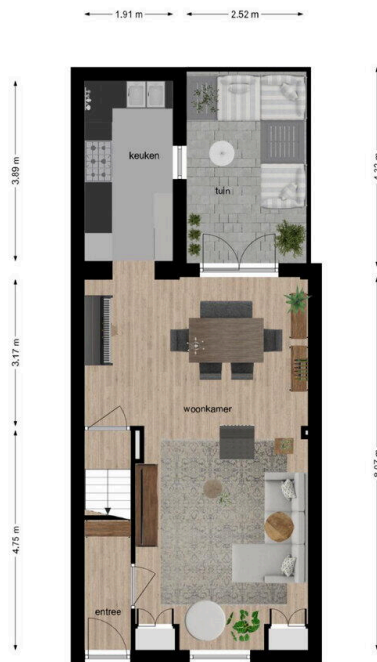 1.91 m
2.52 m
3.89 m
keuken
tuin
3.17 m
woonkamer
4.75 m
entree